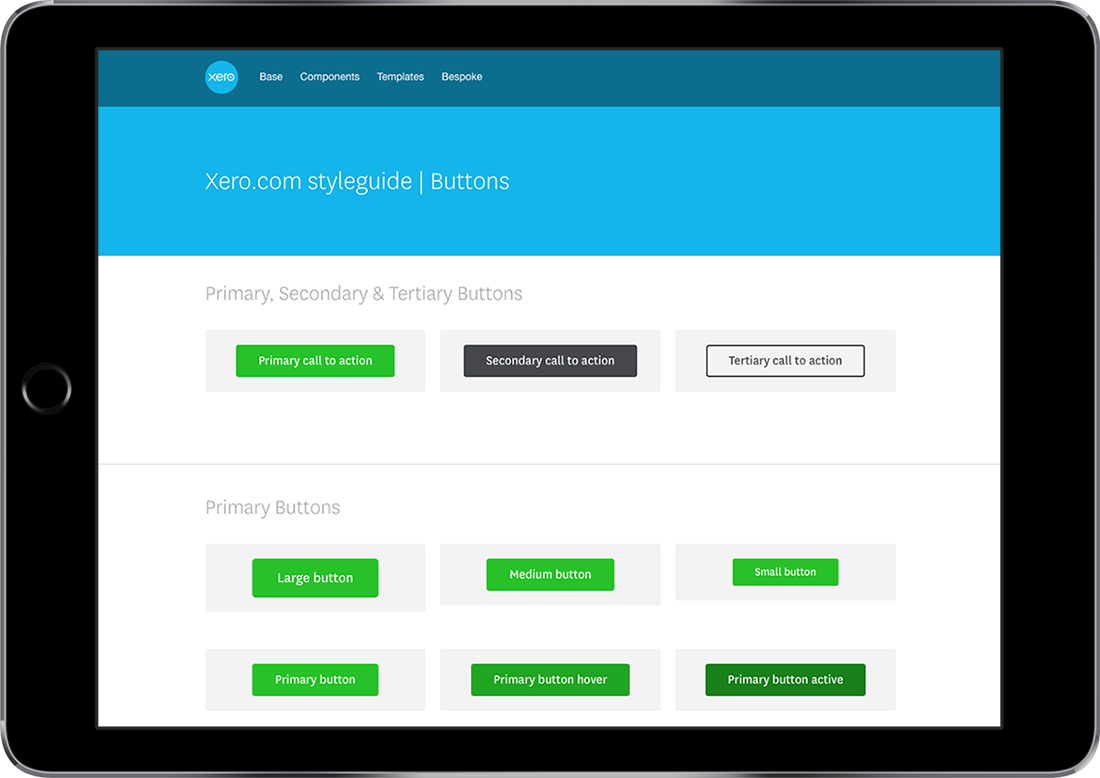 xero Base Components Templates Bespoke
Xero.com styleguide | Buttons
Primary, Secondary & Tertiary Buttons
Primary call to action Secondary call to action Tertiary call to action
Primary Buttons
Large button Medium button Small button
Primary button Primary button hover Primary button active